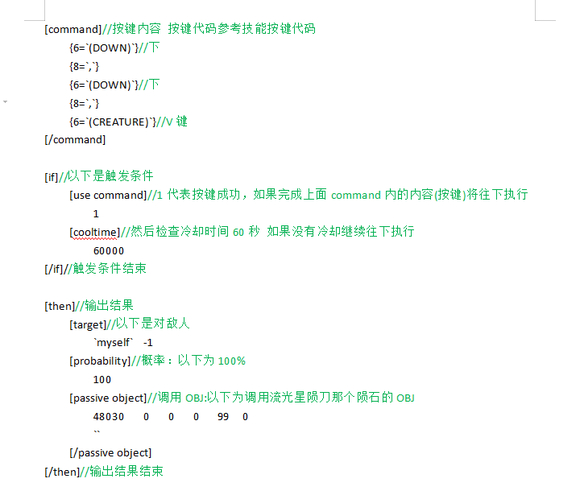 [command]//按键内容 按键代码参考技能按键代码
{6=`(DOWN)`}//下
{8=`,`}
{6=`(DOWN)`}//下
{8=`,`}
{6=`(CREATURE)`}//V 键
[/command]
[if]//以下是触发条件
[use command]//1 代表按键成功，如果完成上面 command 内的内容(按键)将往下执行
1
[cooltime]//然后检查冷却时间 60 秒 如果没有冷却继续往下执行
60000
[/if]//触发条件结束
[then]//输出结果
[target]//以下是对敌人
`myself` -1
[probability]//概率：以下为 100%
100
[passive object]//调用 OBJ:以下为调用流光星陨刀那个陨石的 OBJ
48030 0 0 0 99 0
``
[/passive object]
[/then]//输出结果结束